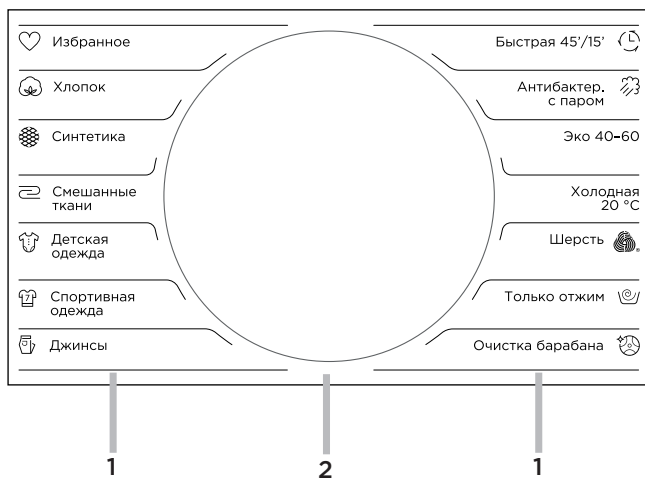 Избранное
Хлопок
Синтетика
Смешанные
ткани
Детская
одежда
7
Спортивная
одежда
Джинсы
Быстрая 45’/15’
Антибактер.
с паром
Эко 40–60
Холодная
20 °C
Шерсть
®
Только отжим
Очистка барабана
1
2
1